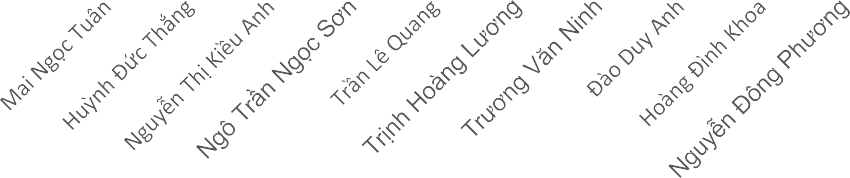 Mai Ngọc Tuân
Huỳnh Đức Thắng
Nguyễn Thị Kiều Anh
Ngô Trần Ngọc Sơn
Trần Lê Quang
Trịnh Hoàng Lương
Trương Văn Ninh
Đào Duy Anh
Hoàng Đình Khoa
Nguyễn Đông Phương